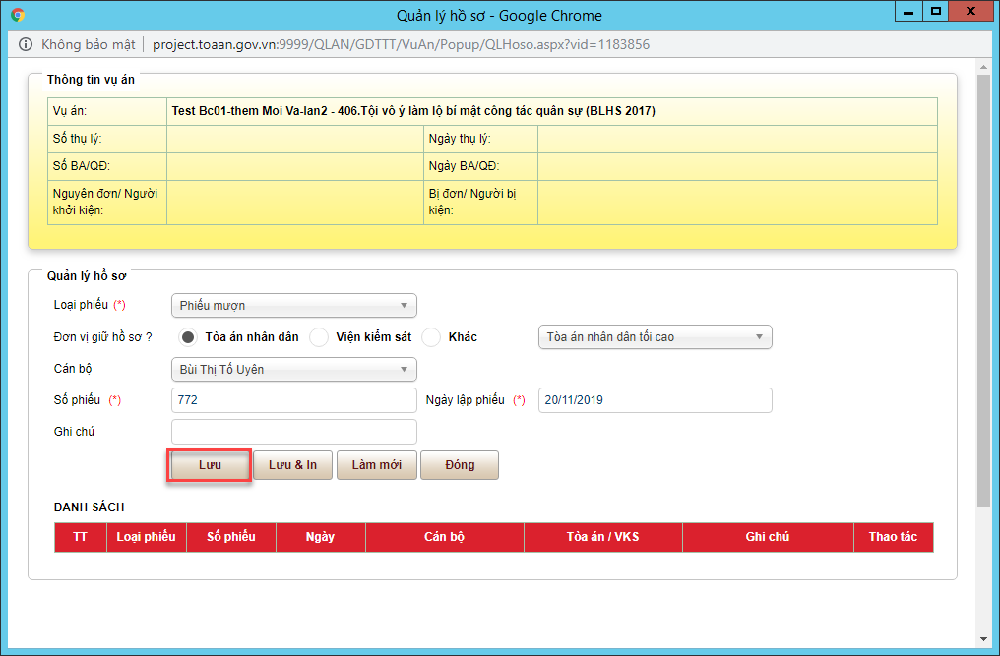 Quản lý hồ sơ - Google Chrome
Không bảo mật project.toaan.gov.vn:9999/QLAN/GDTTT/VuAn/Popup/QLHoso.aspx?vid=1183856
Thông tin vụ án
Vụ án: Test Bc01-them Moi Va-lan2 - 406.Tội vô ý làm lộ bí mật công tác quân sự (BLHS 2017)
Số thụ lý: Ngày thụ lý:
Số BA/QĐ: Ngày BA/QĐ:
Nguyên đơn/ Người Bị đơn/ Người bị
khởi kiện: kiện:
Quản lý hồ sơ
Loại phiếu (*) Phiếu mượn
Đơn vị giữ hồ sơ ? Tòa án nhân dân Viện kiểm sát Khác Tòa án nhân dân tối cao
Cán bộ Bùi Thị Tố Uyên
Số phiếu (*) 772 Ngày lập phiếu (*) 20/11/2019
Ghi chú
Lưu Lưu & In Làm mới Đóng
DANH SÁCH
TT Loại phiếu Số phiếu Ngày Cán bộ Tòa án / VKS Ghi chú Thao tác